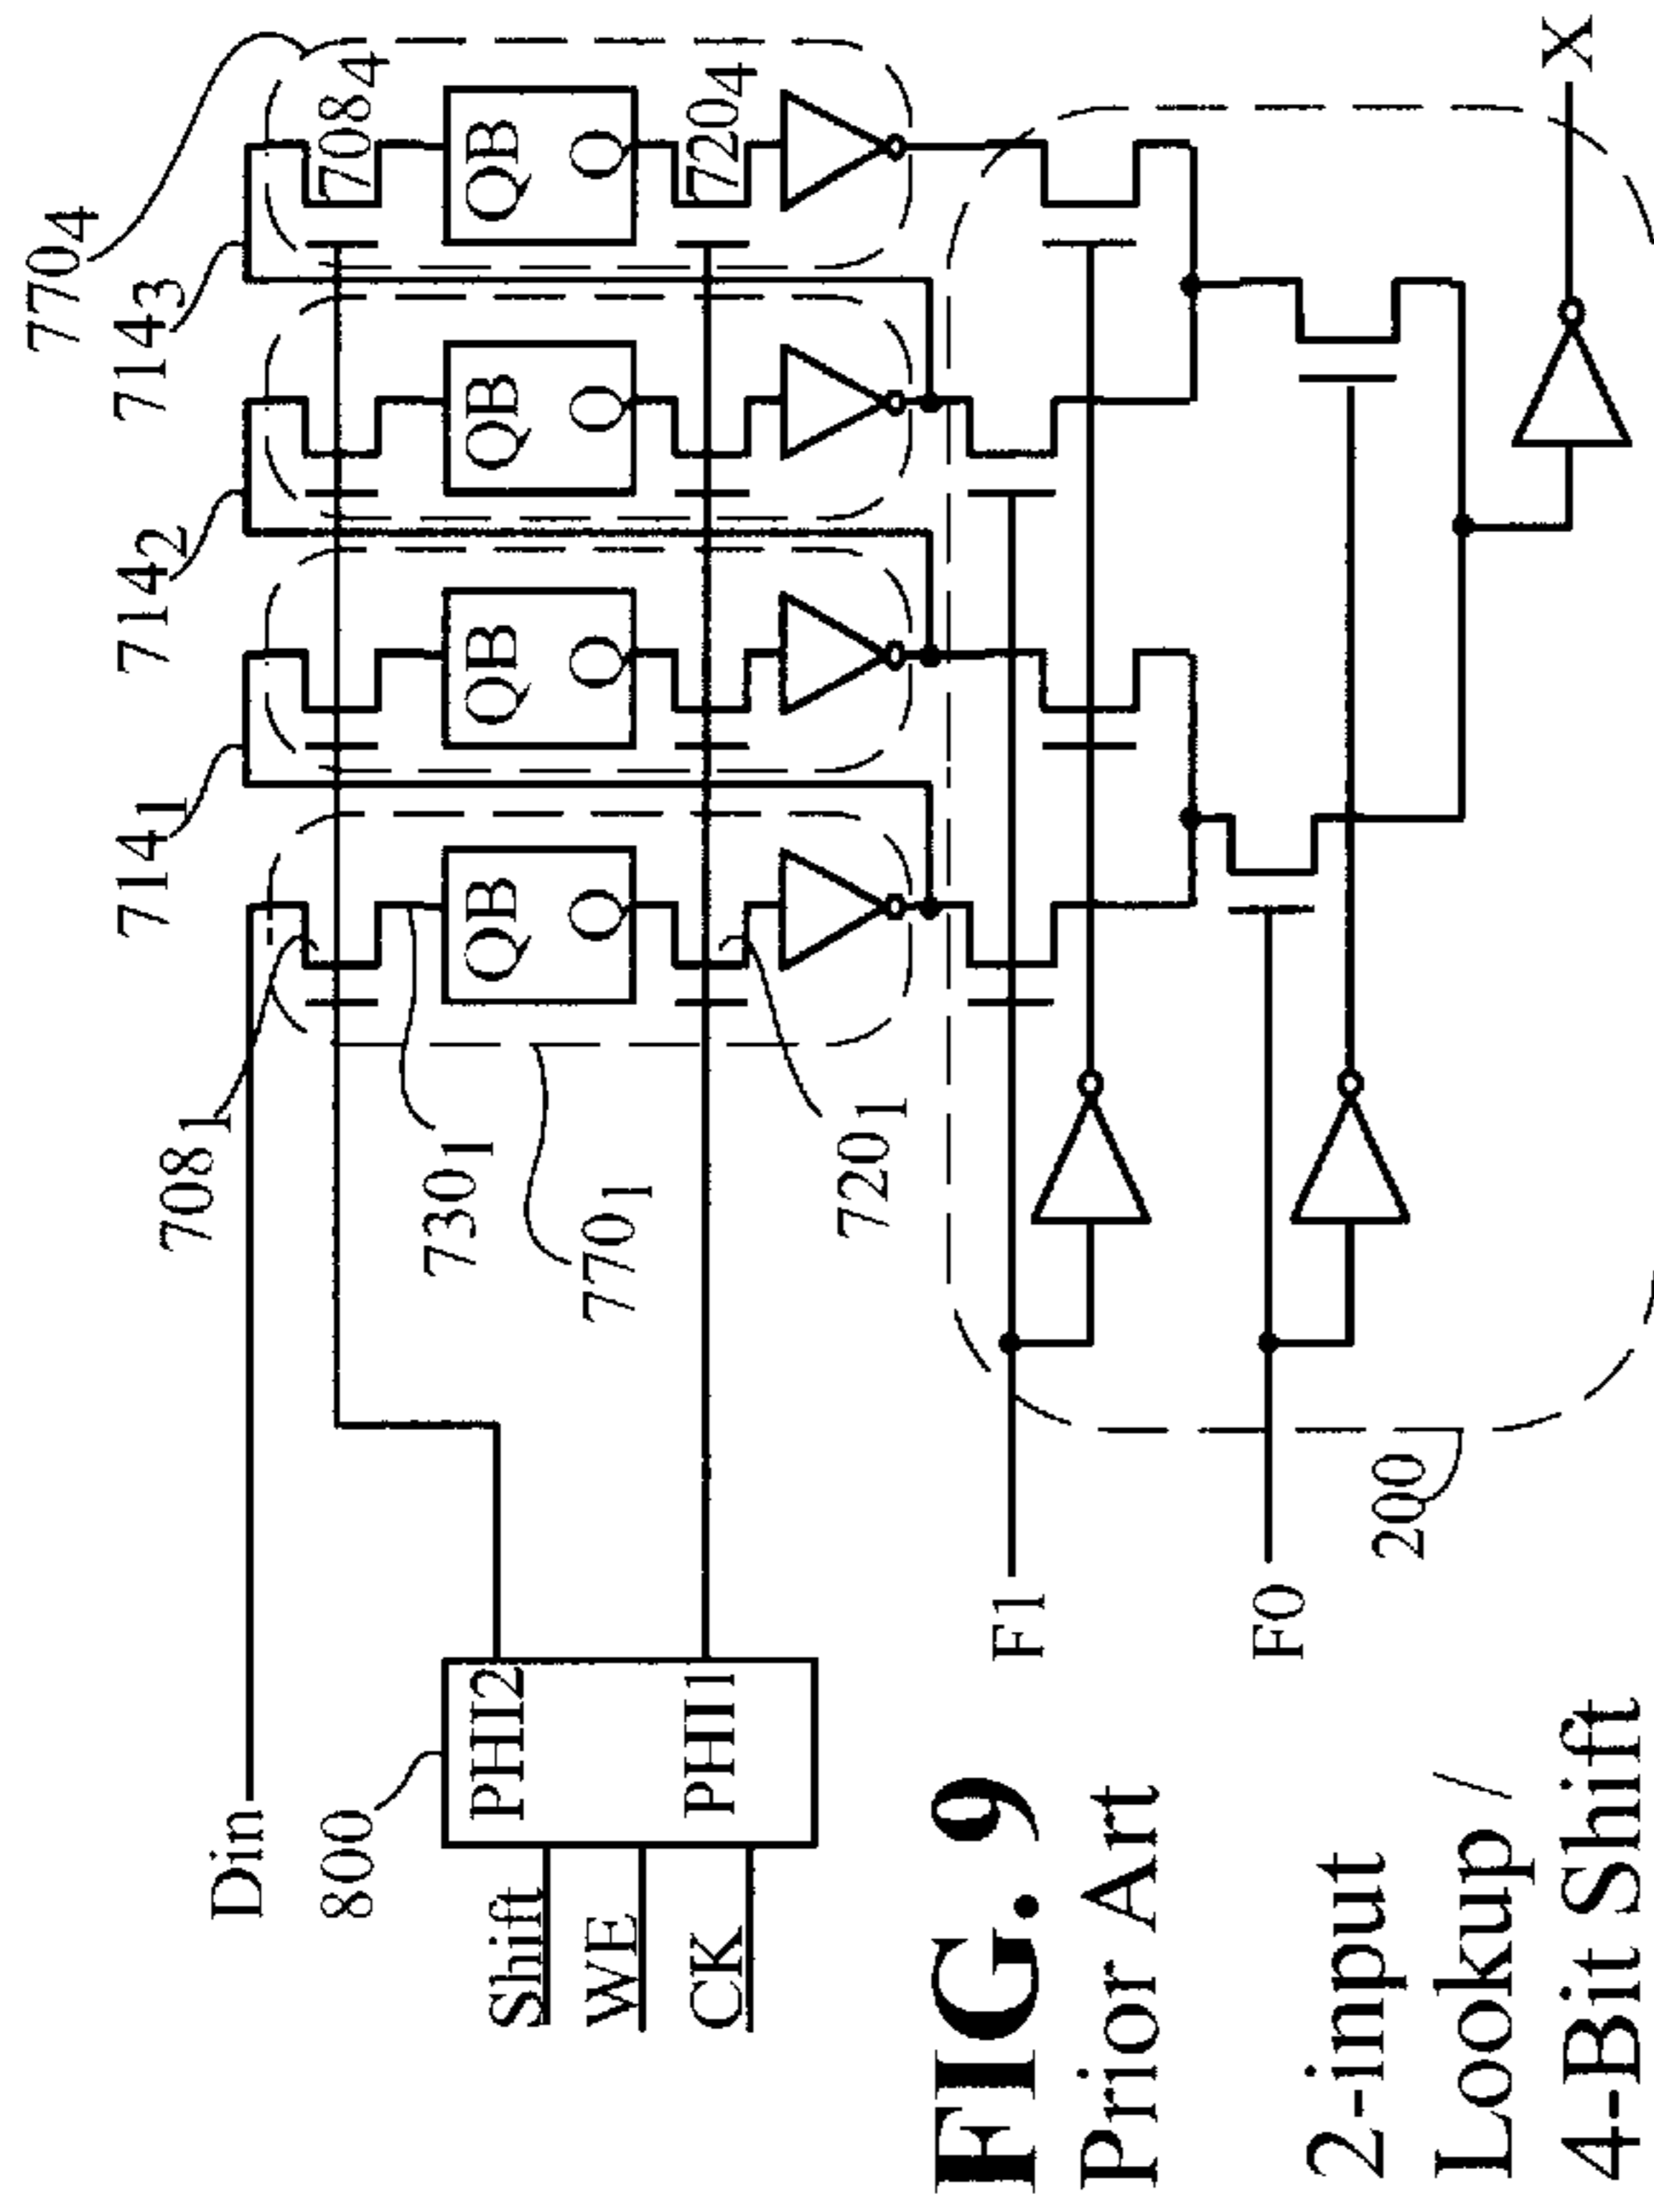 770₄
714₁ 714₂ 714₃
708₁
Din
800
708₄
730₁
PHI2
QB QB QB QB
Shift
Q Q Q Q
770₁
WE
PHI1
720₄
CK
720₁
FIG. 9
F1
Prior Art
F0
2-input
200
Lookup /
X
4-Bit Shift